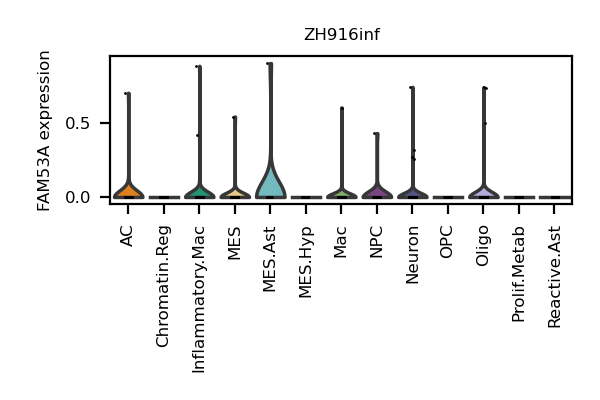 ZH916inf
FAM53A expression
0.5
0.0
AC
Chromatin.Reg
Inflammatory.Mac
MES
MES.Ast
MES.Hyp
Mac
NPC
Neuron
OPC
Oligo
Prolif.Metab
Reactive.Ast